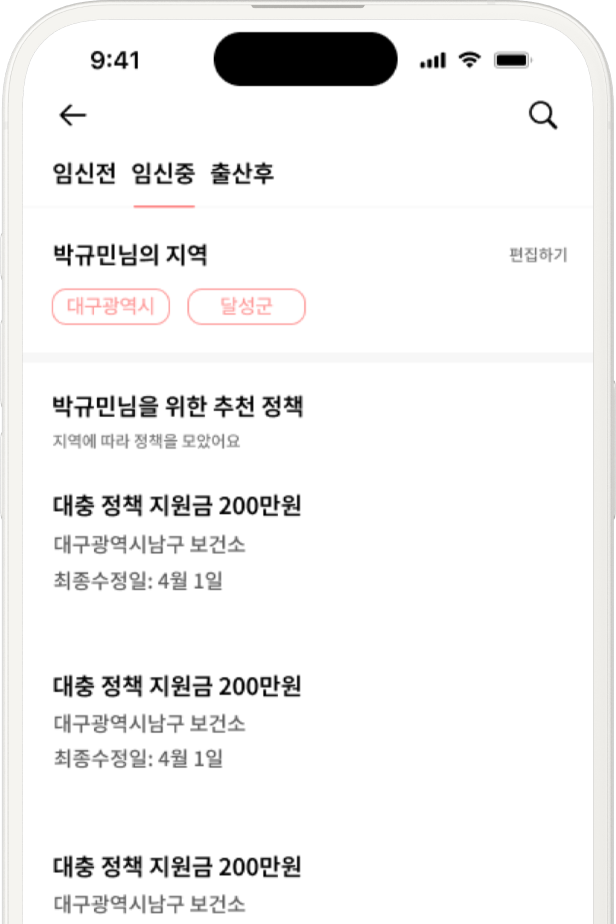 9:41
임신전 임신중 출산후
박규민님의 지역 편집하기
대구광역시 달성군
박규민님을 위한 추천 정책
지역에 따라 정책을 모았어요
대충 정책 지원금 200만원
대구광역시남구 보건소
최종수정일: 4월 1일
대충 정책 지원금 200만원
대구광역시남구 보건소
최종수정일: 4월 1일
대충 정책 지원금 200만원
대구광역시남구 보건소